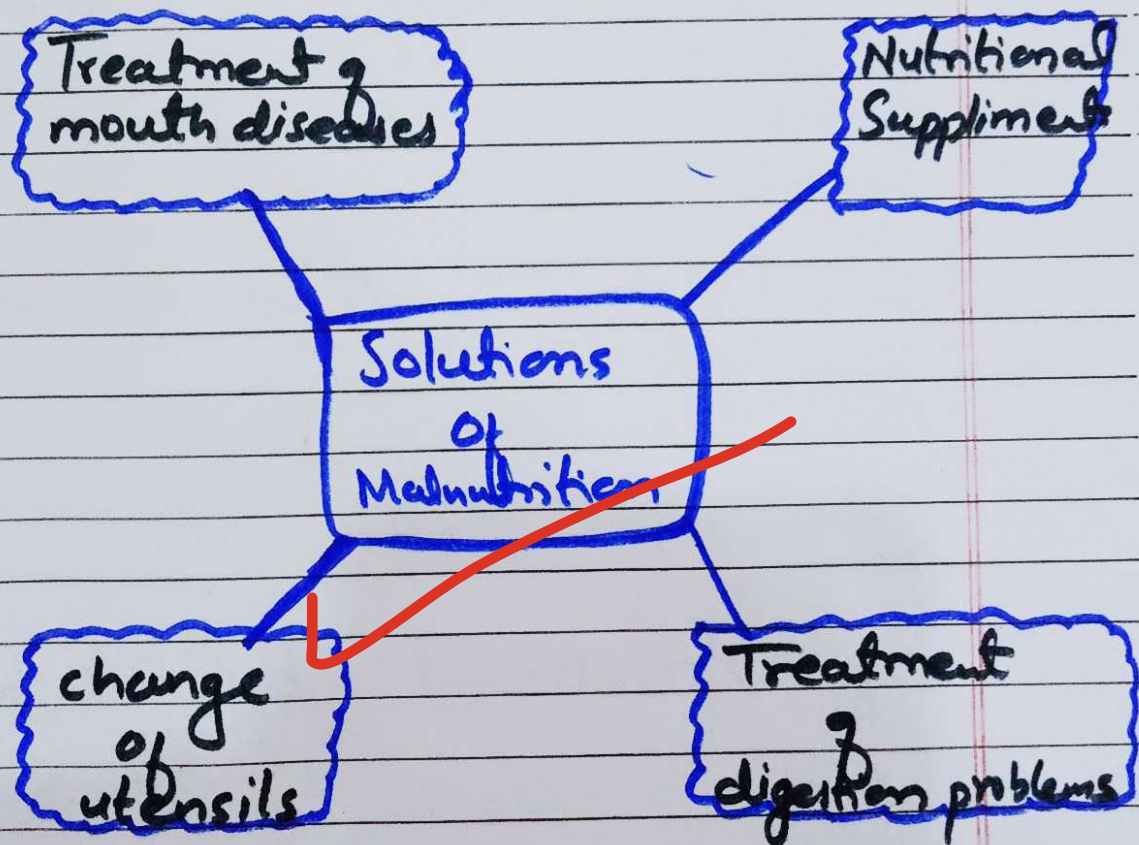 Treatment of
mouth diseases
Nutritional
Suppliment
Solutions
Of
Malnutrition
change
of
utensils
Treatment
of
digestion problems